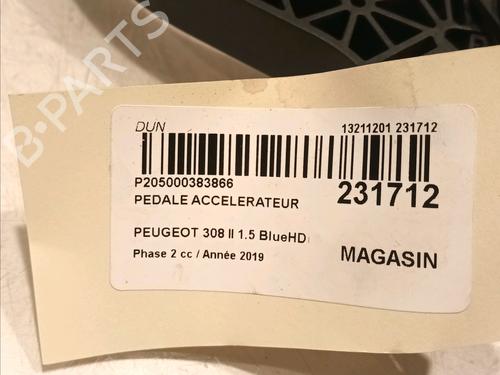 DUN
13211201 231712
P205000383866
231712
PEDALE ACCELERATEUR
PEUGEOT 308 II 1.5 BlueHD
Phase 2 cc / Année 2019
MAGASIN
B-PARTS